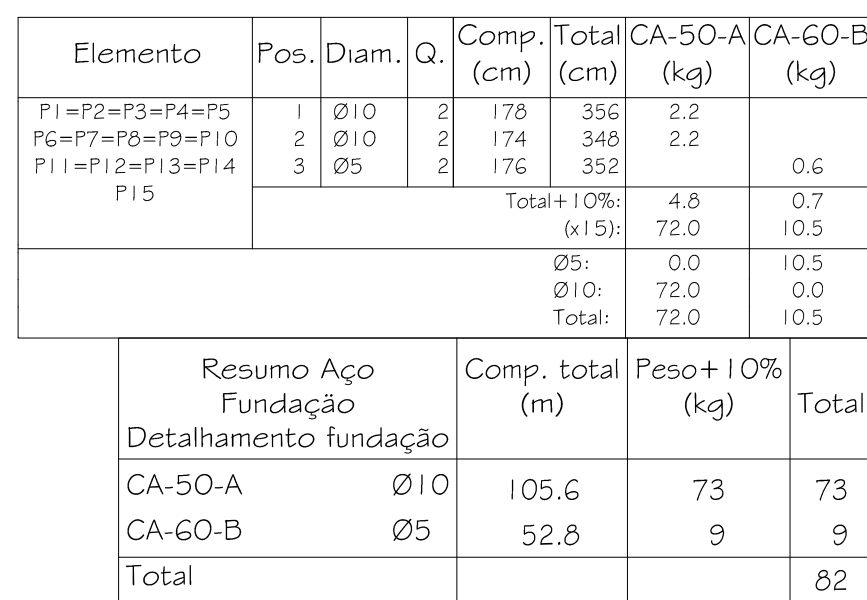 Elemento Pos. Diam. Q. Comp. (cm) Total (cm) CA-50-A (kg) CA-60-B (kg)
P1=P2=P3=P4=P5 1 Ø10 2 178 356 2.2
P6=P7=P8=P9=P10 2 Ø10 2 174 348 2.2
P11=P12=P13=P14 3 Ø5 2 176 352 0.6
P15
Total+10%: 4.8 0.7
(x15): 72.0 10.5
Ø5: 0.0 10.5
Ø10: 72.0 0.0
Total: 72.0 10.5
Resumo Aço
Fundaçäo
Detalhamento fundação
Comp. total (m) Peso+10% (kg) Total
CA-50-A Ø10 105.6 73 73
CA-60-B Ø5 52.8 9 9
Total 82